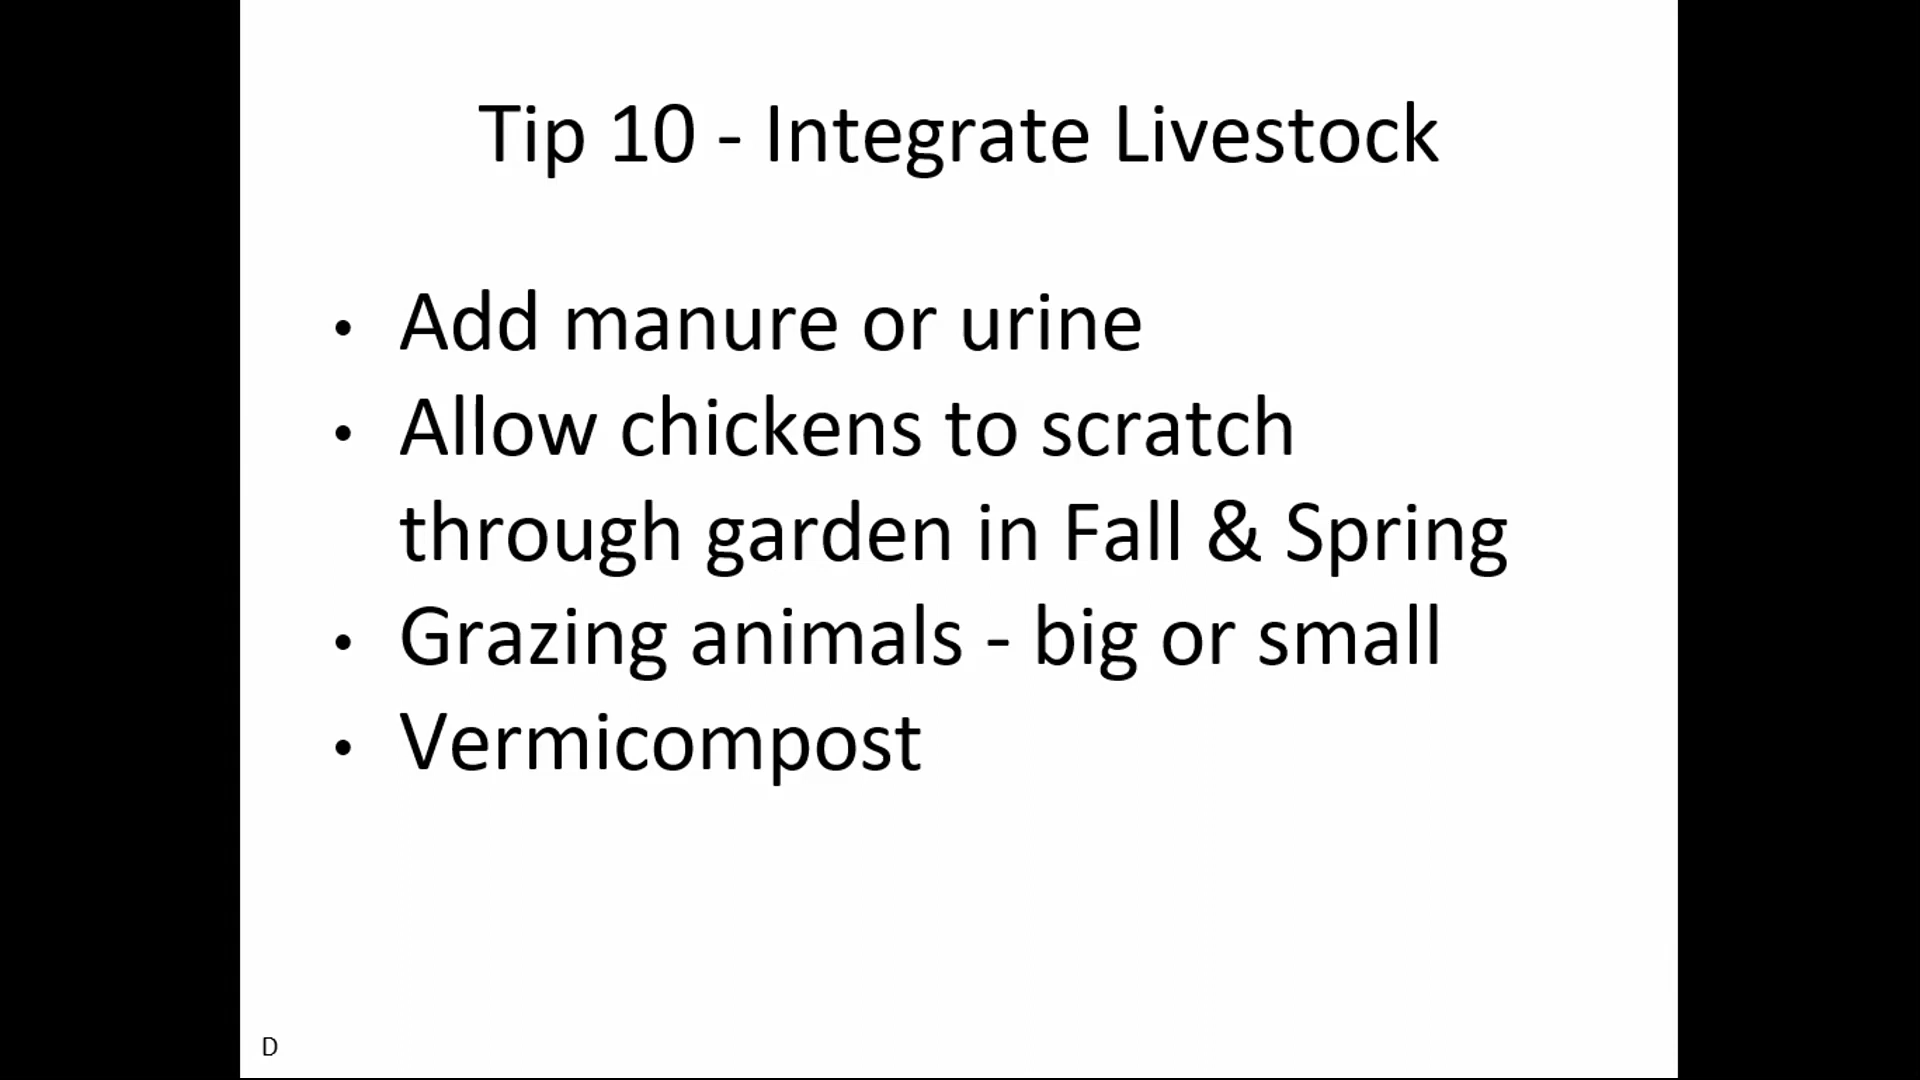 Tip 10 - Integrate Livestock
• Add manure or urine
• Allow chickens to scratch
through garden in Fall & Spring
• Grazing animals - big or small
• Vermicompost
D